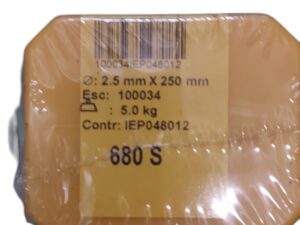 100034IEP048012
Ø: 2.5 mm X 250 mm
Esc: 100034
: 5.0 kg
Contr: IEP048012
680 S